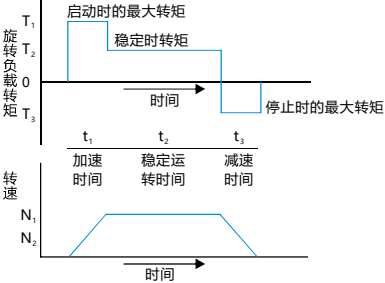 启动时的最大转矩
T1
稳定时转矩
T2
旋转负载转矩
0
时间
T3
停止时的最大转矩
t1
t2
t3
加速时间
稳定运转时间
减速时间
转速
N1
N2
时间